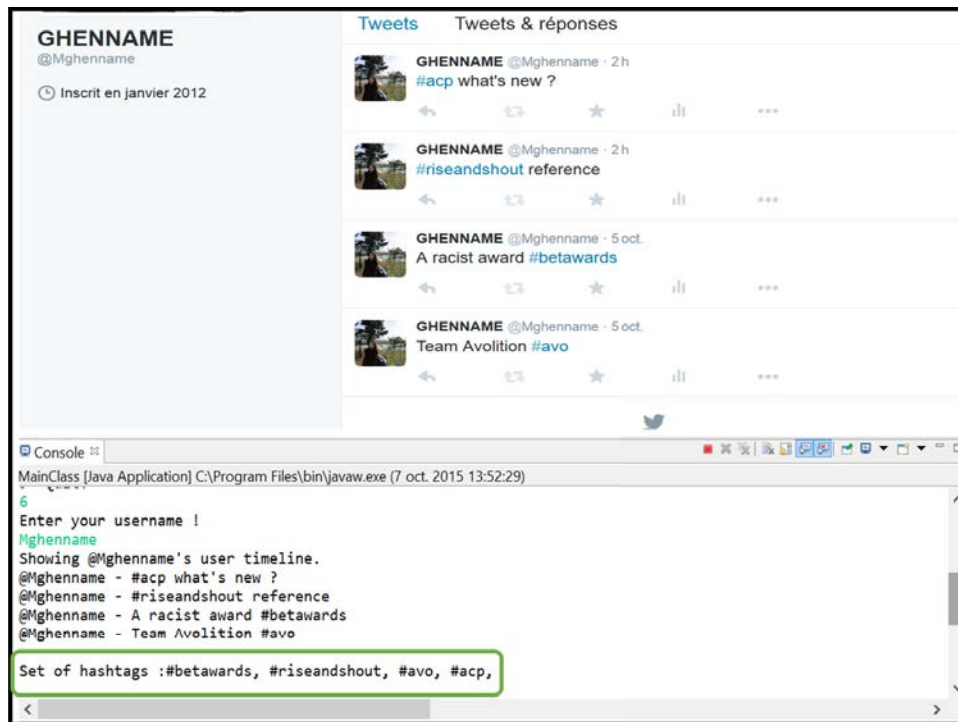 GHENNAME
@Mghenname
Inscrit en janvier 2012
Tweets Tweets & réponses
GHENNAME @Mghenname · 2 h
#acp what's new ?
GHENNAME @Mghenname · 2 h
#riseandshout reference
GHENNAME @Mghenname · 5 oct.
A racist award #betawards
GHENNAME @Mghenname · 5 oct.
Team Avolition #avo
Console
MainClass [Java Application] C:\Program Files\bin\javaw.exe (7 oct. 2015 13:52:29)
6
Enter your username !
Mghenname
Showing @Mghenname's user timeline.
@Mghenname - #acp what's new ?
@Mghenname - #riseandshout reference
@Mghenname - A racist award #betawards
@Mghenname - Team Avolition #avo
Set of hashtags :#betawards, #riseandshout, #avo, #acp,